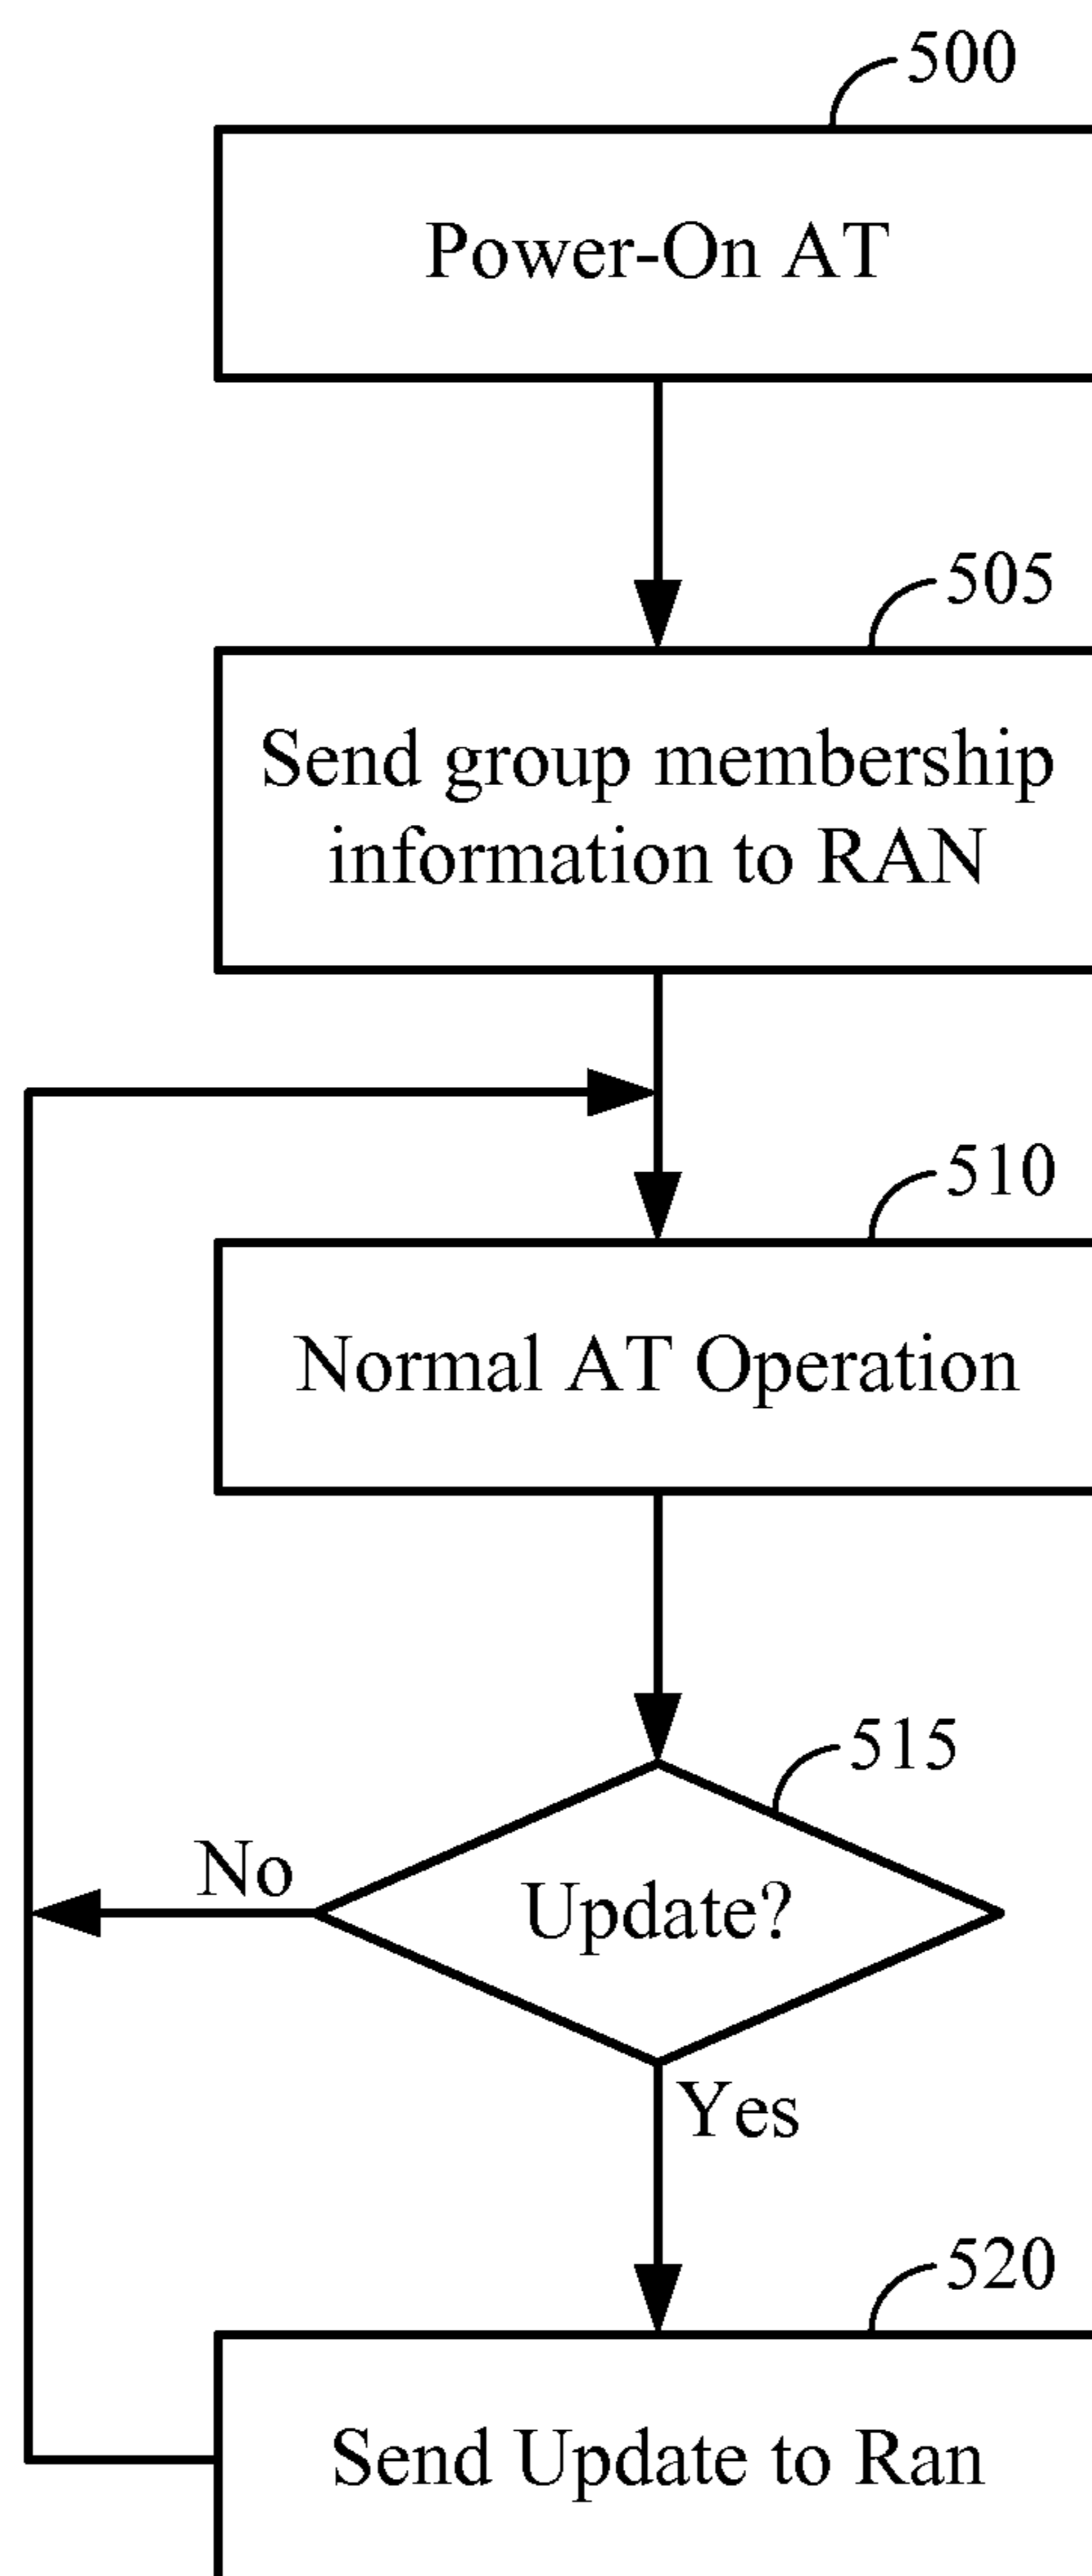 500
Power-On AT
505
Send group membership
information to RAN
510
Normal AT Operation
515
No
Update?
Yes
520
Send Update to Ran